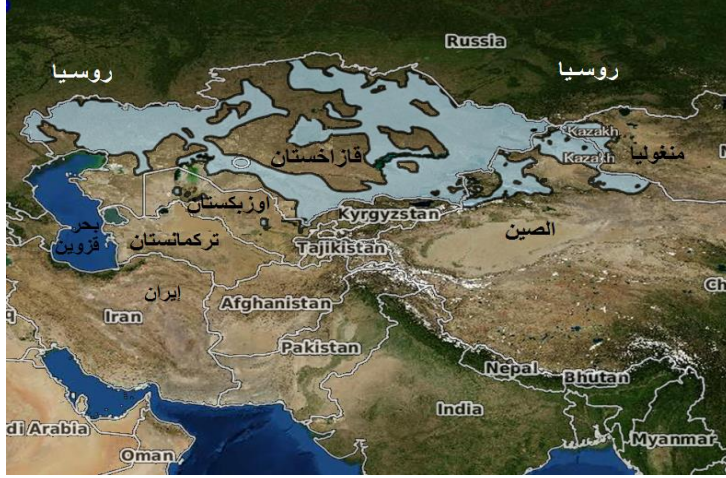 Russia
روسيا
روسيا
Kazakh
قازاخستان
منغوليا
Kazakh
اوزبكستان
Kyrgyzstan
بحر
قزوين
تركمانستان
Tajikistan
الصين
إيران
Iran
Afghanistan
Ch
Pakistan
Nepal
Bhutan
India
di Arabia
Myanmar
Oman